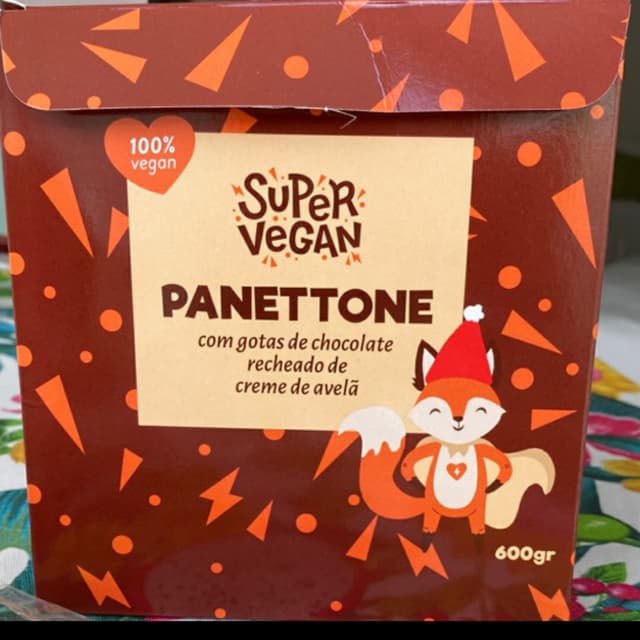 100%
vegan
SUPER
VEGAN
PANETTONE
com gotas de chocolate
recheado de
creme de avelã
600gr